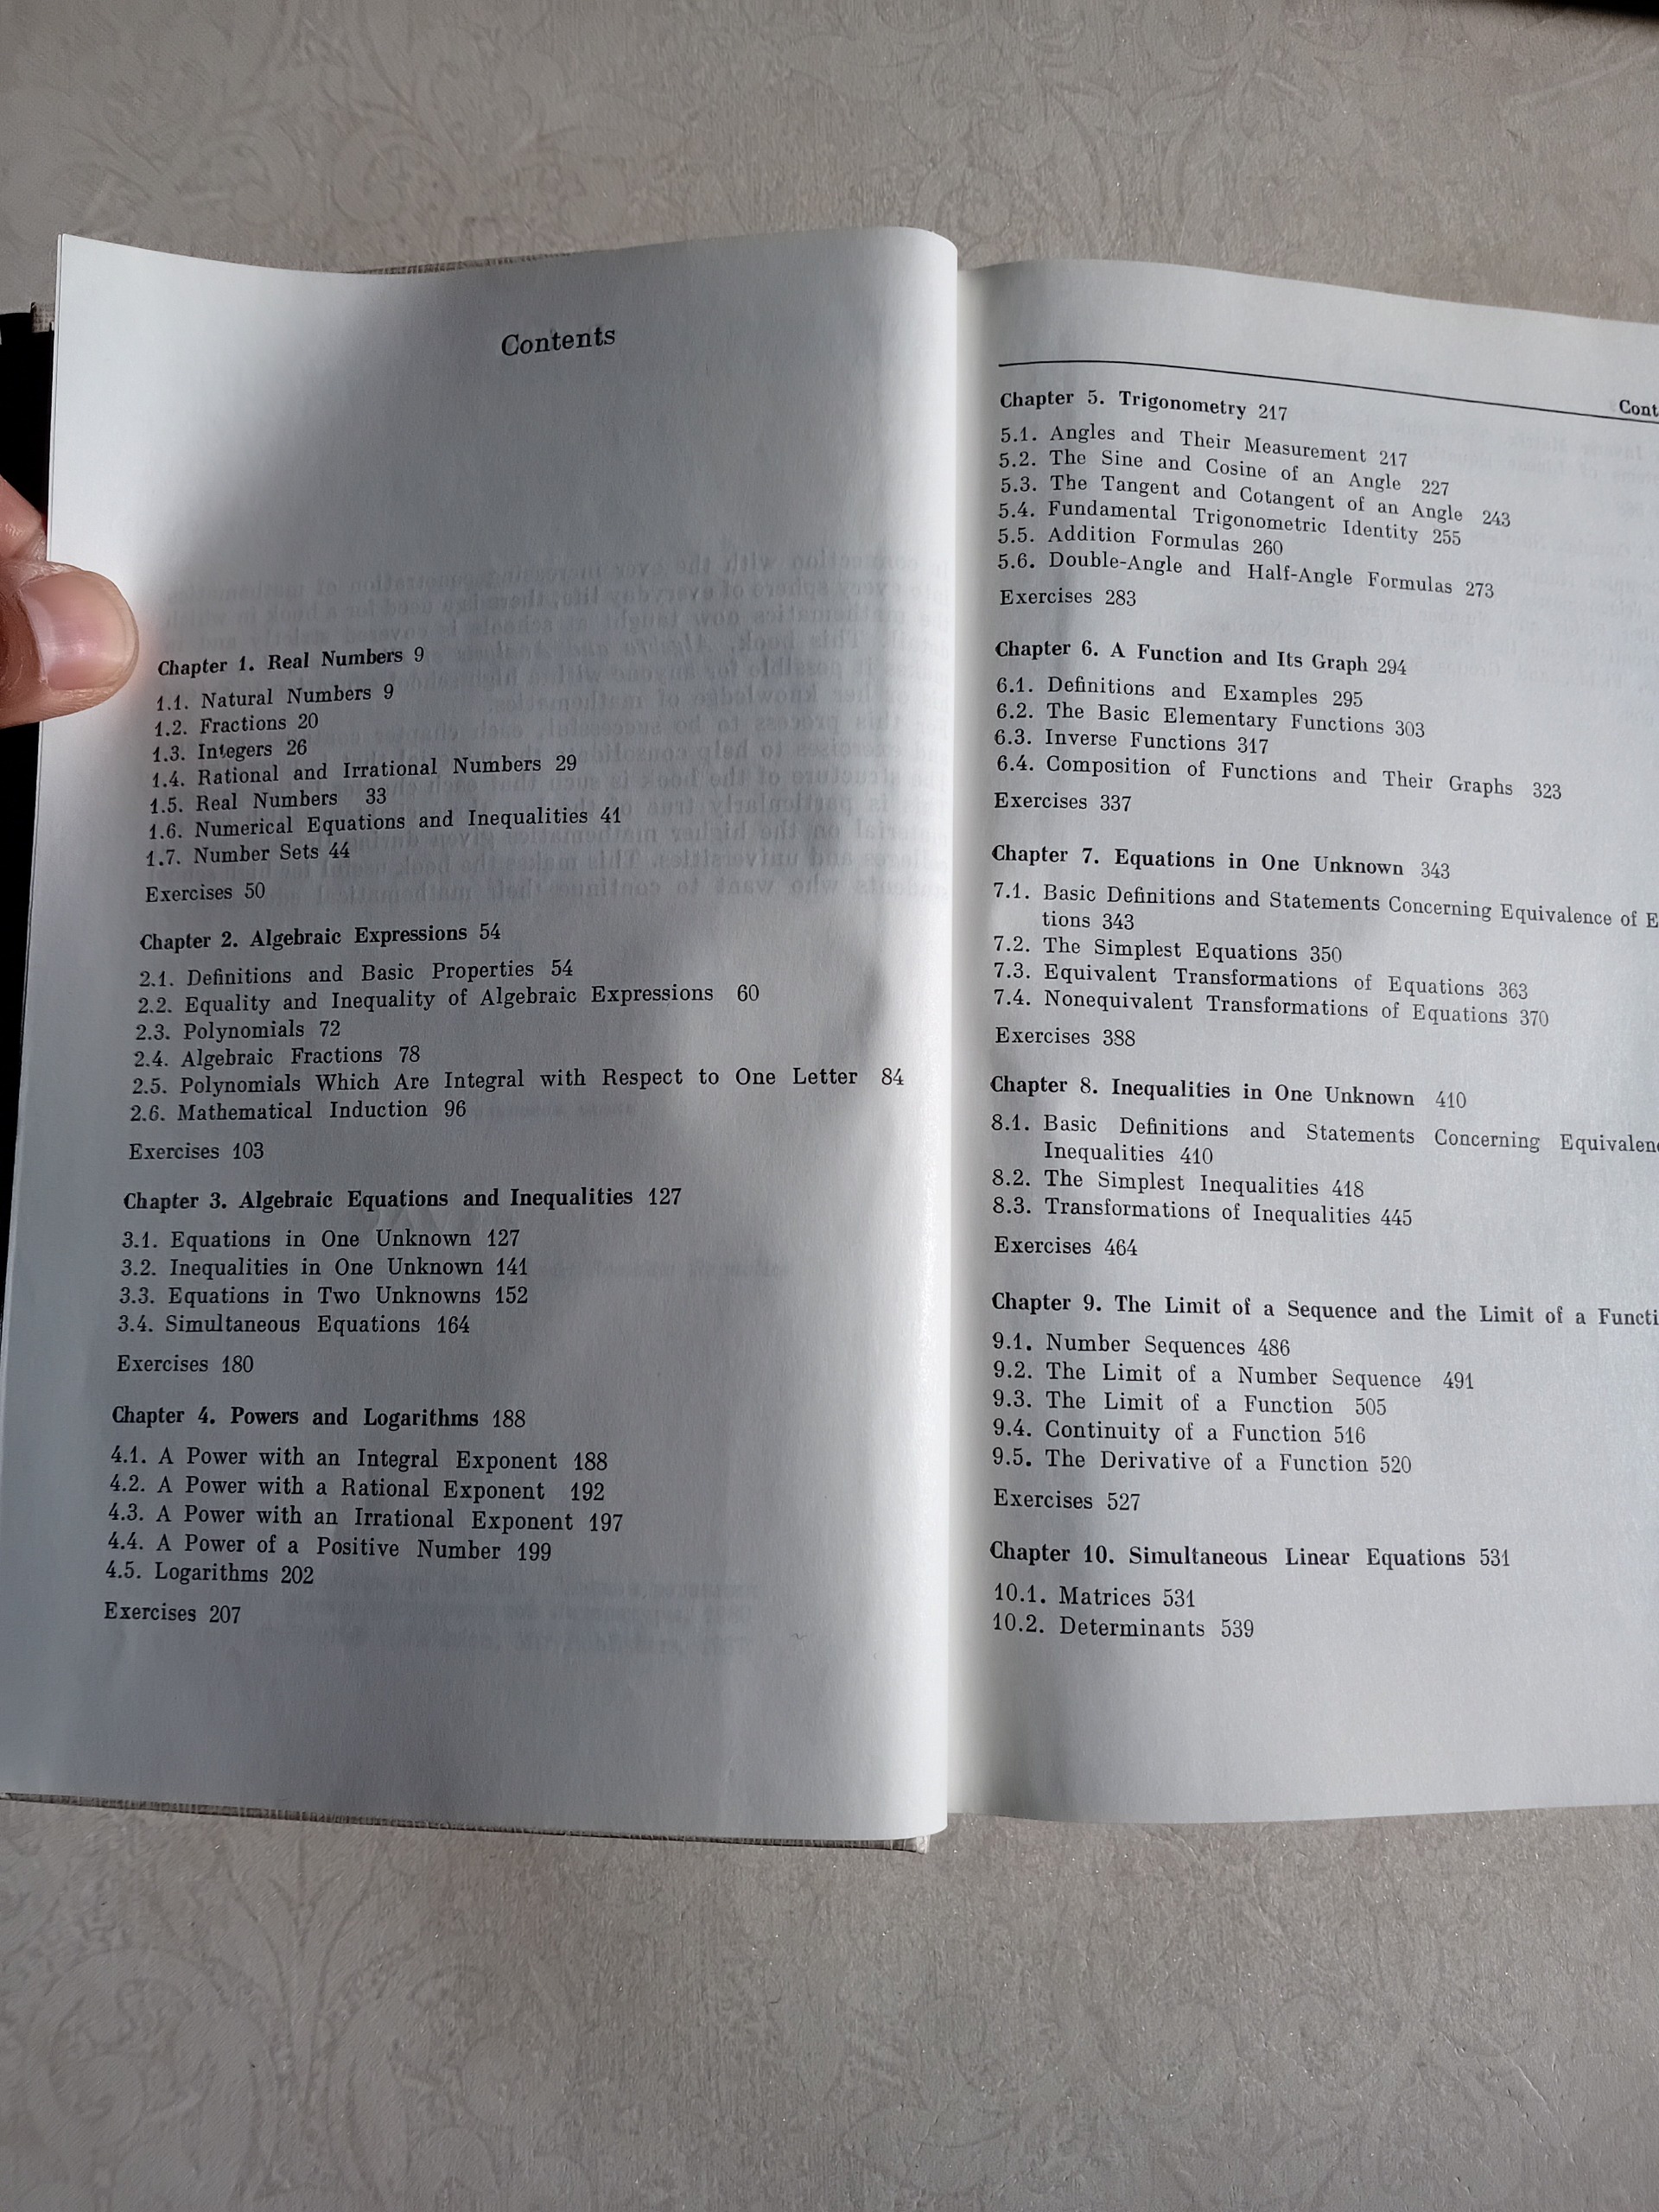 Contents
Chapter 1. Real Numbers 9
1.1. Natural Numbers 9
1.2. Fractions 20
1.3. Integers 26
1.4. Rational and Irrational Numbers 29
1.5. Real Numbers 33
1.6. Numerical Equations and Inequalities 41
1.7. Number Sets 44
Exercises 50
Chapter 2. Algebraic Expressions 54
2.1. Definitions and Basic Properties 54
2.2. Equality and Inequality of Algebraic Expressions 60
2.3. Polynomials 72
2.4. Algebraic Fractions 78
2.5. Polynomials Which Are Integral with Respect to One Letter 84
2.6. Mathematical Induction 96
Exercises 103
Chapter 3. Algebraic Equations and Inequalities 127
3.1. Equations in One Unknown 127
3.2. Inequalities in One Unknown 141
3.3. Equations in Two Unknowns 152
3.4. Simultaneous Equations 164
Exercises 180
Chapter 4. Powers and Logarithms 188
4.1. A Power with an Integral Exponent 188
4.2. A Power with a Rational Exponent 192
4.3. A Power with an Irrational Exponent 197
4.4. A Power of a Positive Number 199
4.5. Logarithms 202
Exercises 207
Cont
Chapter 5. Trigonometry 217
5.1. Angles and Their Measurement 217
5.2. The Sine and Cosine of an Angle 227
5.3. The Tangent and Cotangent of an Angle 243
5.4. Fundamental Trigonometric Identity 255
5.5. Addition Formulas 260
5.6. Double-Angle and Half-Angle Formulas 273
Exercises 283
Chapter 6. A Function and Its Graph 294
6.1. Definitions and Examples 295
6.2. The Basic Elementary Functions 303
6.3. Inverse Functions 317
6.4. Composition of Functions and Their Graphs 323
Exercises 337
Chapter 7. Equations in One Unknown 343
7.1. Basic Definitions and Statements Concerning Equivalence of E
tions 343
7.2. The Simplest Equations 350
7.3. Equivalent Transformations of Equations 363
7.4. Nonequivalent Transformations of Equations 370
Exercises 388
Chapter 8. Inequalities in One Unknown 410
8.1. Basic Definitions and Statements Concerning Equivalen
Inequalities 410
8.2. The Simplest Inequalities 418
8.3. Transformations of Inequalities 445
Exercises 464
Chapter 9. The Limit of a Sequence and the Limit of a Functi
9.1. Number Sequences 486
9.2. The Limit of a Number Sequence 491
9.3. The Limit of a Function 505
9.4. Continuity of a Function 516
9.5. The Derivative of a Function 520
Exercises 527
Chapter 10. Simultaneous Linear Equations 531
10.1. Matrices 531
10.2. Determinants 539